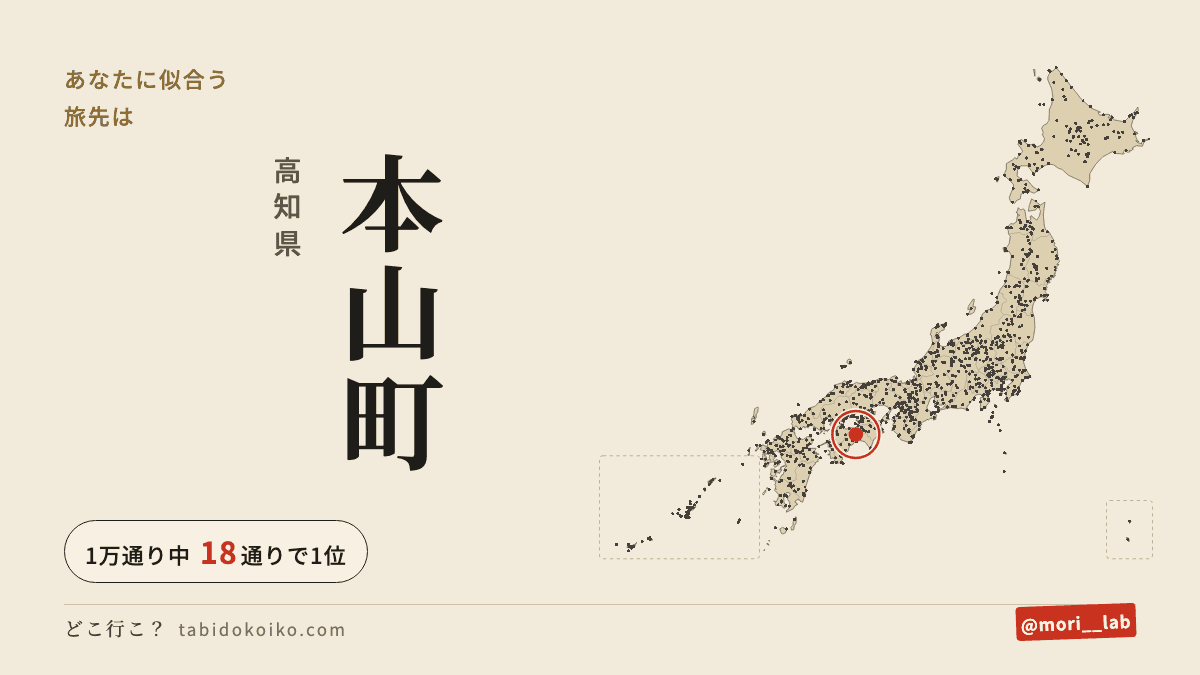 あなたに似合う
旅先は
本山町
高知県
1万通り中 18通りで1位
どこ行こ？ tabidokoiko.com
@mori__lab